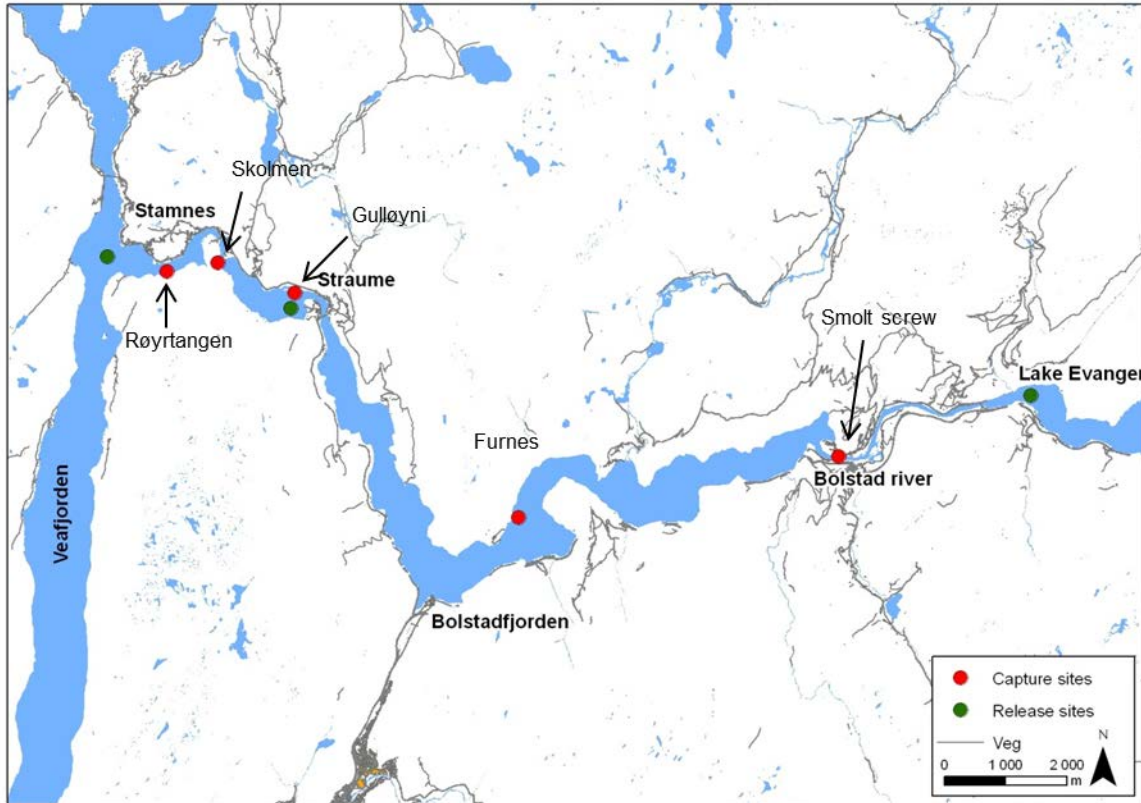 Skolmen
Stamnes
Gulløyni
Straume
Røyrtangen
Smolt screw
Lake Evanger
Furnes
Bolstad river
Veafjorden
Bolstadfjorden
Capture sites
Release sites
Veg
N
0 1 000 2 000
m